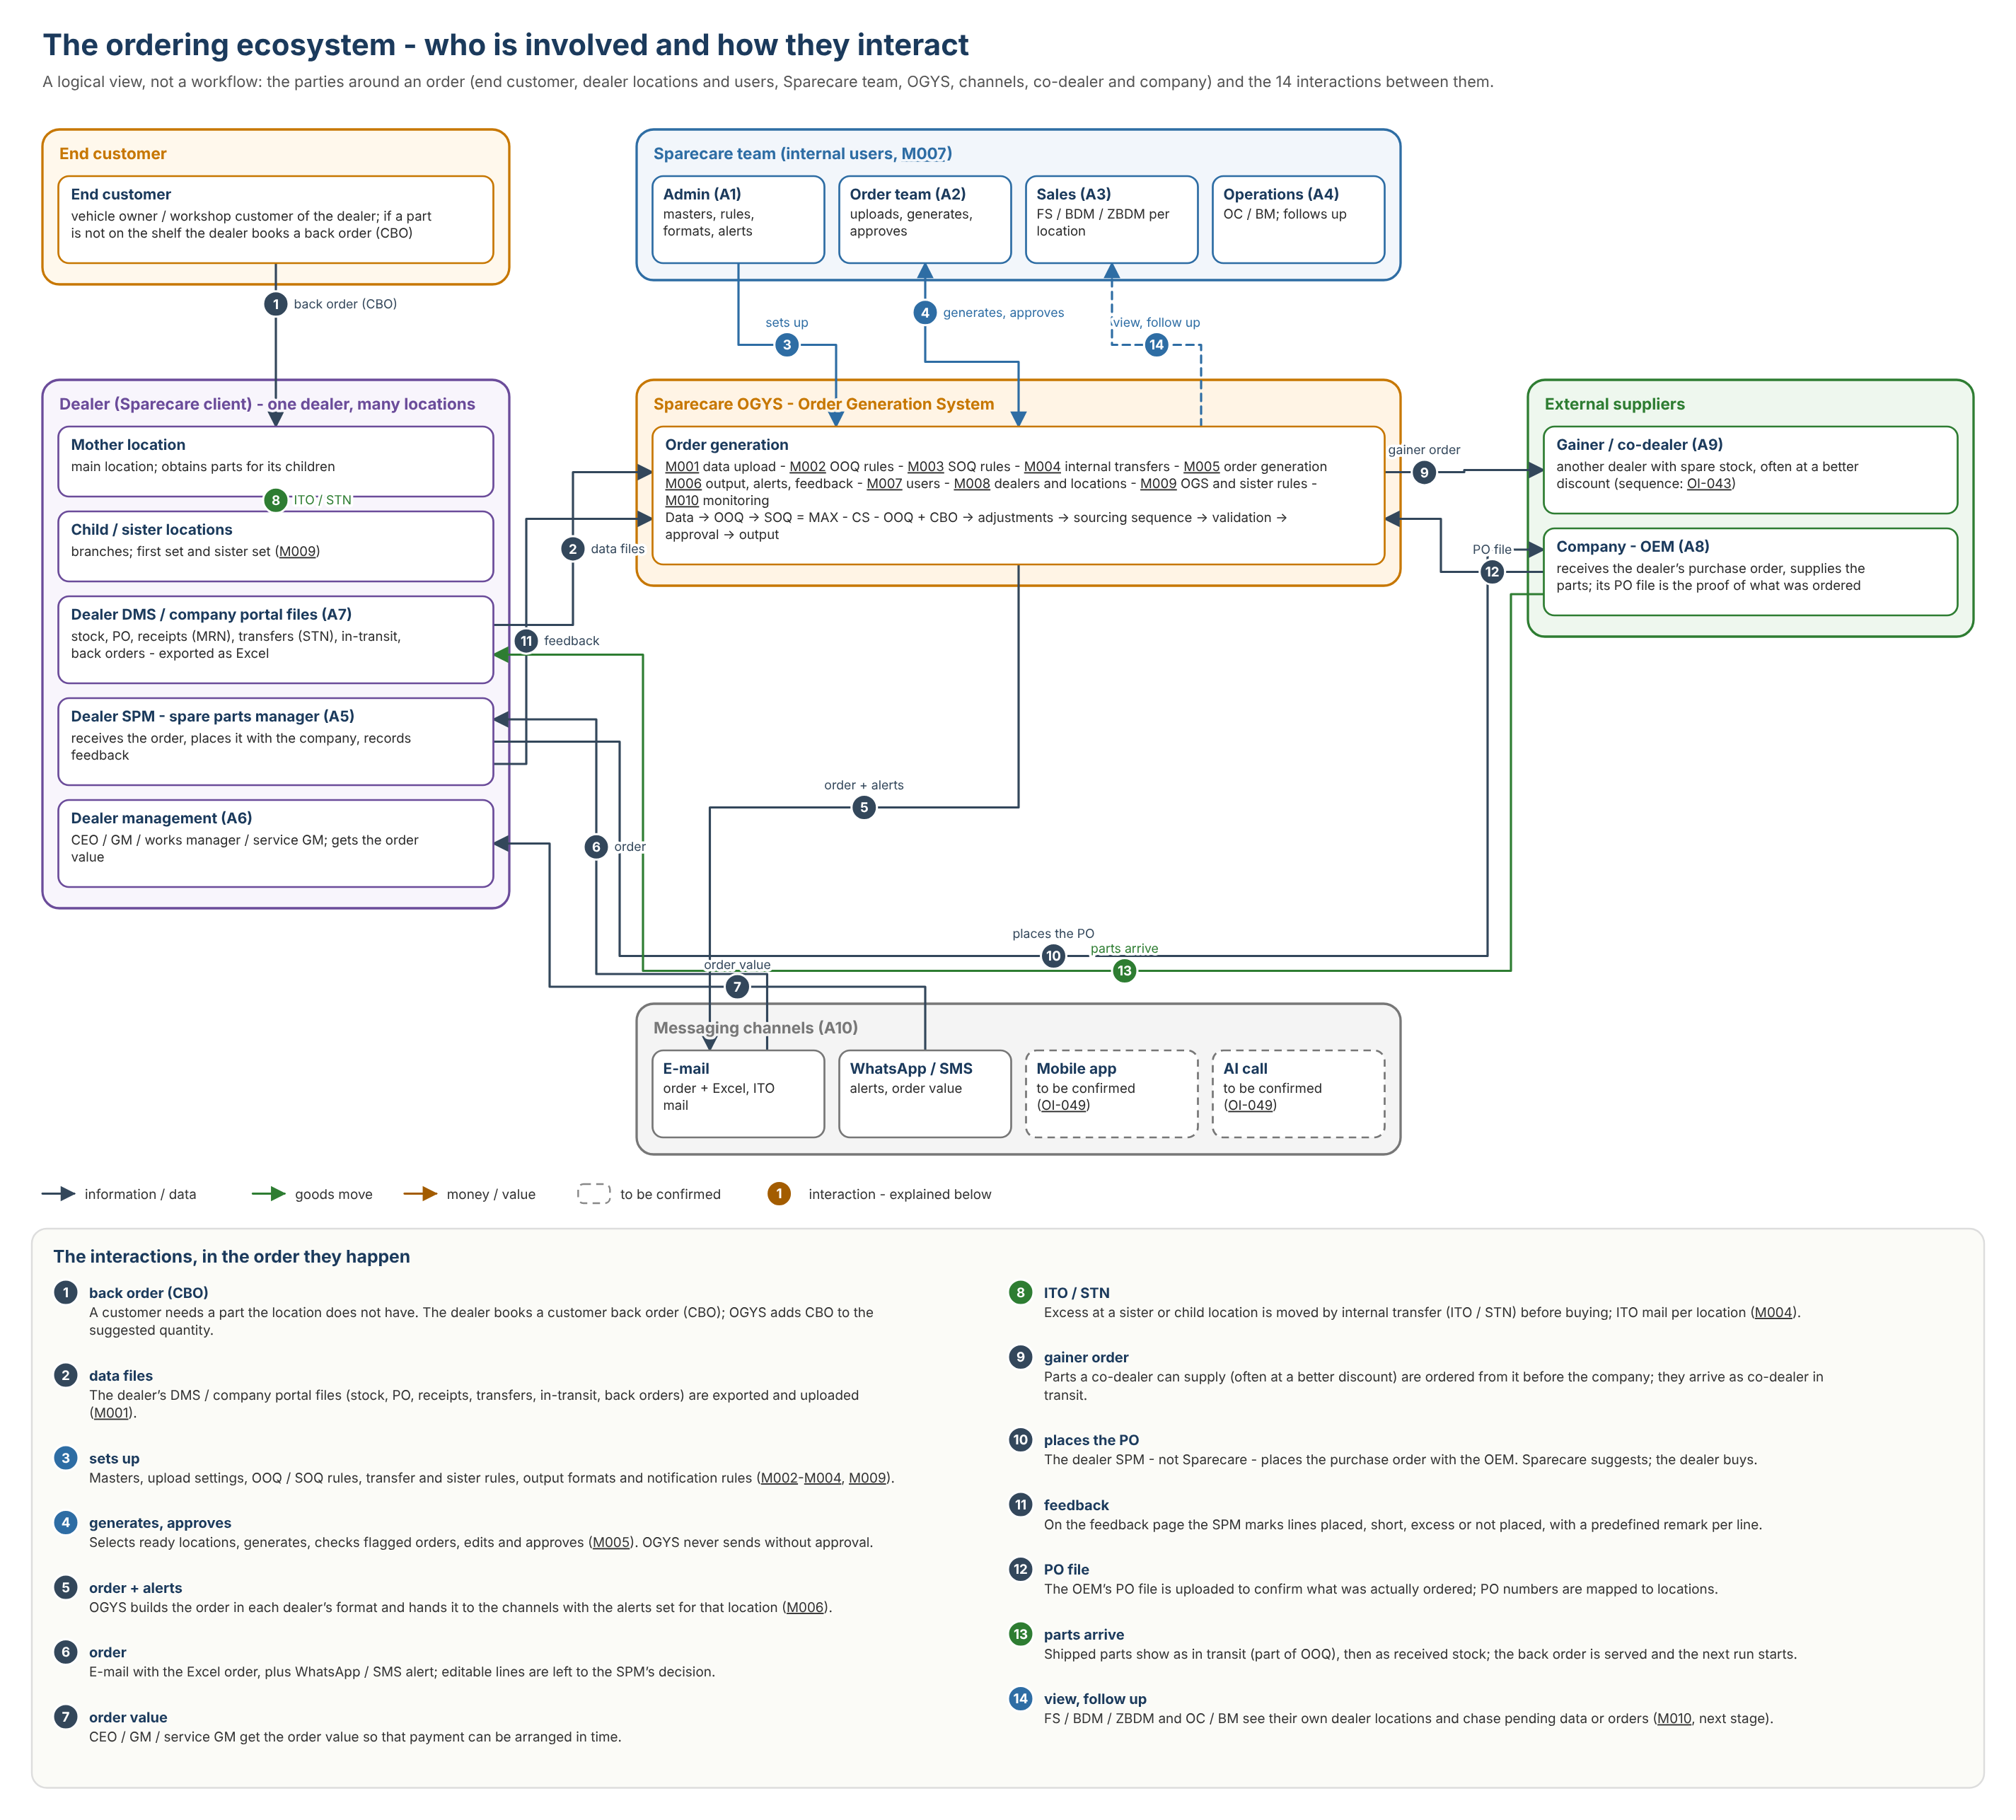 The ordering ecosystem - who is involved and how they interact
A logical view, not a workflow: the parties around an order (end customer, dealer locations and users, Sparecare team, OGYS, channels, co-dealer and company) and the 14 interactions between them.
End customer
End customer
vehicle owner / workshop customer of the dealer; if a part
is not on the shelf the dealer books a back order (CBO)
Sparecare team (internal users, M007)
Admin (A1)
masters, rules,
formats, alerts
Order team (A2)
uploads, generates,
approves
Sales (A3)
FS / BDM / ZBDM per
location
Operations (A4)
OC / BM; follows up
1
back order (CBO)
sets up
3
4
generates, approves
view, follow up
14
Dealer (Sparecare client) - one dealer, many locations
Mother location
main location; obtains parts for its children
8
ITO / STN
Child / sister locations
branches; first set and sister set (M009)
Dealer DMS / company portal files (A7)
stock, PO, receipts (MRN), transfers (STN), in-transit,
back orders - exported as Excel
Dealer SPM - spare parts manager (A5)
receives the order, places it with the company, records
feedback
Dealer management (A6)
CEO / GM / works manager / service GM; gets the order
value
2
data files
11
feedback
Sparecare OGYS - Order Generation System
Order generation
M001 data upload - M002 OOQ rules - M003 SOQ rules - M004 internal transfers - M005 order generation
M006 output, alerts, feedback - M007 users - M008 dealers and locations - M009 OGS and sister rules -
M010 monitoring
Data → OOQ → SOQ = MAX - CS - OOQ + CBO → adjustments → sourcing sequence → validation →
approval → output
gainer order
9
External suppliers
Gainer / co-dealer (A9)
another dealer with spare stock, often at a better
discount (sequence: OI-043)
Company - OEM (A8)
receives the dealer's purchase order, supplies the
parts; its PO file is the proof of what was ordered
PO file
12
order + alerts
5
6
order
places the PO
10
parts arrive
13
order value
7
Messaging channels (A10)
E-mail
order + Excel, ITO
mail
WhatsApp / SMS
alerts, order value
Mobile app
to be confirmed
(OI-049)
AI call
to be confirmed
(OI-049)
information / data
goods move
money / value
to be confirmed
1
interaction - explained below
The interactions, in the order they happen
1
back order (CBO)
A customer needs a part the location does not have. The dealer books a customer back order (CBO); OGYS adds CBO to the
suggested quantity.
2
data files
The dealer's DMS / company portal files (stock, PO, receipts, transfers, in-transit, back orders) are exported and uploaded
(M001).
3
sets up
Masters, upload settings, OOQ / SOQ rules, transfer and sister rules, output formats and notification rules (M002-M004, M009).
4
generates, approves
Selects ready locations, generates, checks flagged orders, edits and approves (M005). OGYS never sends without approval.
5
order + alerts
OGYS builds the order in each dealer's format and hands it to the channels with the alerts set for that location (M006).
6
order
E-mail with the Excel order, plus WhatsApp / SMS alert; editable lines are left to the SPM's decision.
7
order value
CEO / GM / service GM get the order value so that payment can be arranged in time.
8
ITO / STN
Excess at a sister or child location is moved by internal transfer (ITO / STN) before buying; ITO mail per location (M004).
9
gainer order
Parts a co-dealer can supply (often at a better discount) are ordered from it before the company; they arrive as co-dealer in
transit.
10
places the PO
The dealer SPM - not Sparecare - places the purchase order with the OEM. Sparecare suggests; the dealer buys.
11
feedback
On the feedback page the SPM marks lines placed, short, excess or not placed, with a predefined remark per line.
12
PO file
The OEM's PO file is uploaded to confirm what was actually ordered; PO numbers are mapped to locations.
13
parts arrive
Shipped parts show as in transit (part of OOQ), then as received stock; the back order is served and the next run starts.
14
view, follow up
FS / BDM / ZBDM and OC / BM see their own dealer locations and chase pending data or orders (M010, next stage).